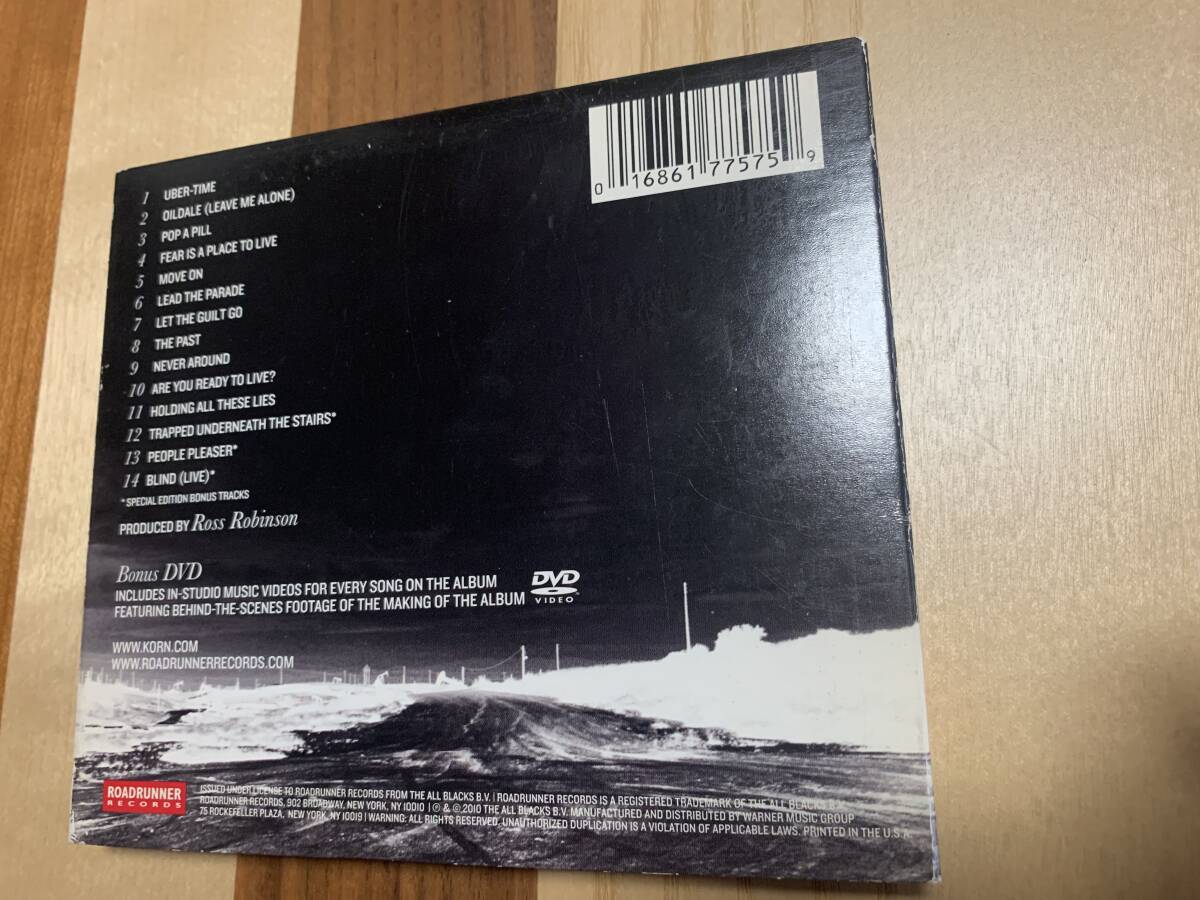 0 16861 77575 9
1 UBER-TIME
2 OILDALE (LEAVE ME ALONE)
3 POP A PILL
4 FEAR IS A PLACE TO LIVE
5 MOVE ON
6 LEAD THE PARADE
7 LET THE GUILT GO
8 THE PAST
9 NEVER AROUND
10 ARE YOU READY TO LIVE?
11 HOLDING ALL THESE LIES
12 TRAPPED UNDERNEATH THE STAIRS*
13 PEOPLE PLEASER*
14 BLIND (LIVE)*
* SPECIAL EDITION BONUS TRACKS
PRODUCED BY Ross Robinson
Bonus DVD
INCLUDES IN-STUDIO MUSIC VIDEOS FOR EVERY SONG ON THE ALBUM
FEATURING BEHIND-THE-SCENES FOOTAGE OF THE MAKING OF THE ALBUM
DVD
VIDEO
WWW.KORN.COM
WWW.ROADRUNNERRECORDS.COM
ROADRUNNER
RECORDS
ISSUED UNDER LICENSE TO ROADRUNNER RECORDS FROM THE ALL BLACKS B.V. | ROADRUNNER RECORDS IS A REGISTERED TRADEMARK OF THE ALL BLACKS B.V.
ROADRUNNER RECORDS, 902 BROADWAY, NEW YORK, NY 10010 | ℗ & © 2010 THE ALL BLACKS B.V. MANUFACTURED AND DISTRIBUTED BY WARNER MUSIC GROUP
75 ROCKEFELLER PLAZA, NEW YORK, NY 10019 | WARNING: ALL RIGHTS RESERVED. UNAUTHORIZED DUPLICATION IS A VIOLATION OF APPLICABLE LAWS. PRINTED IN THE U.S.A.